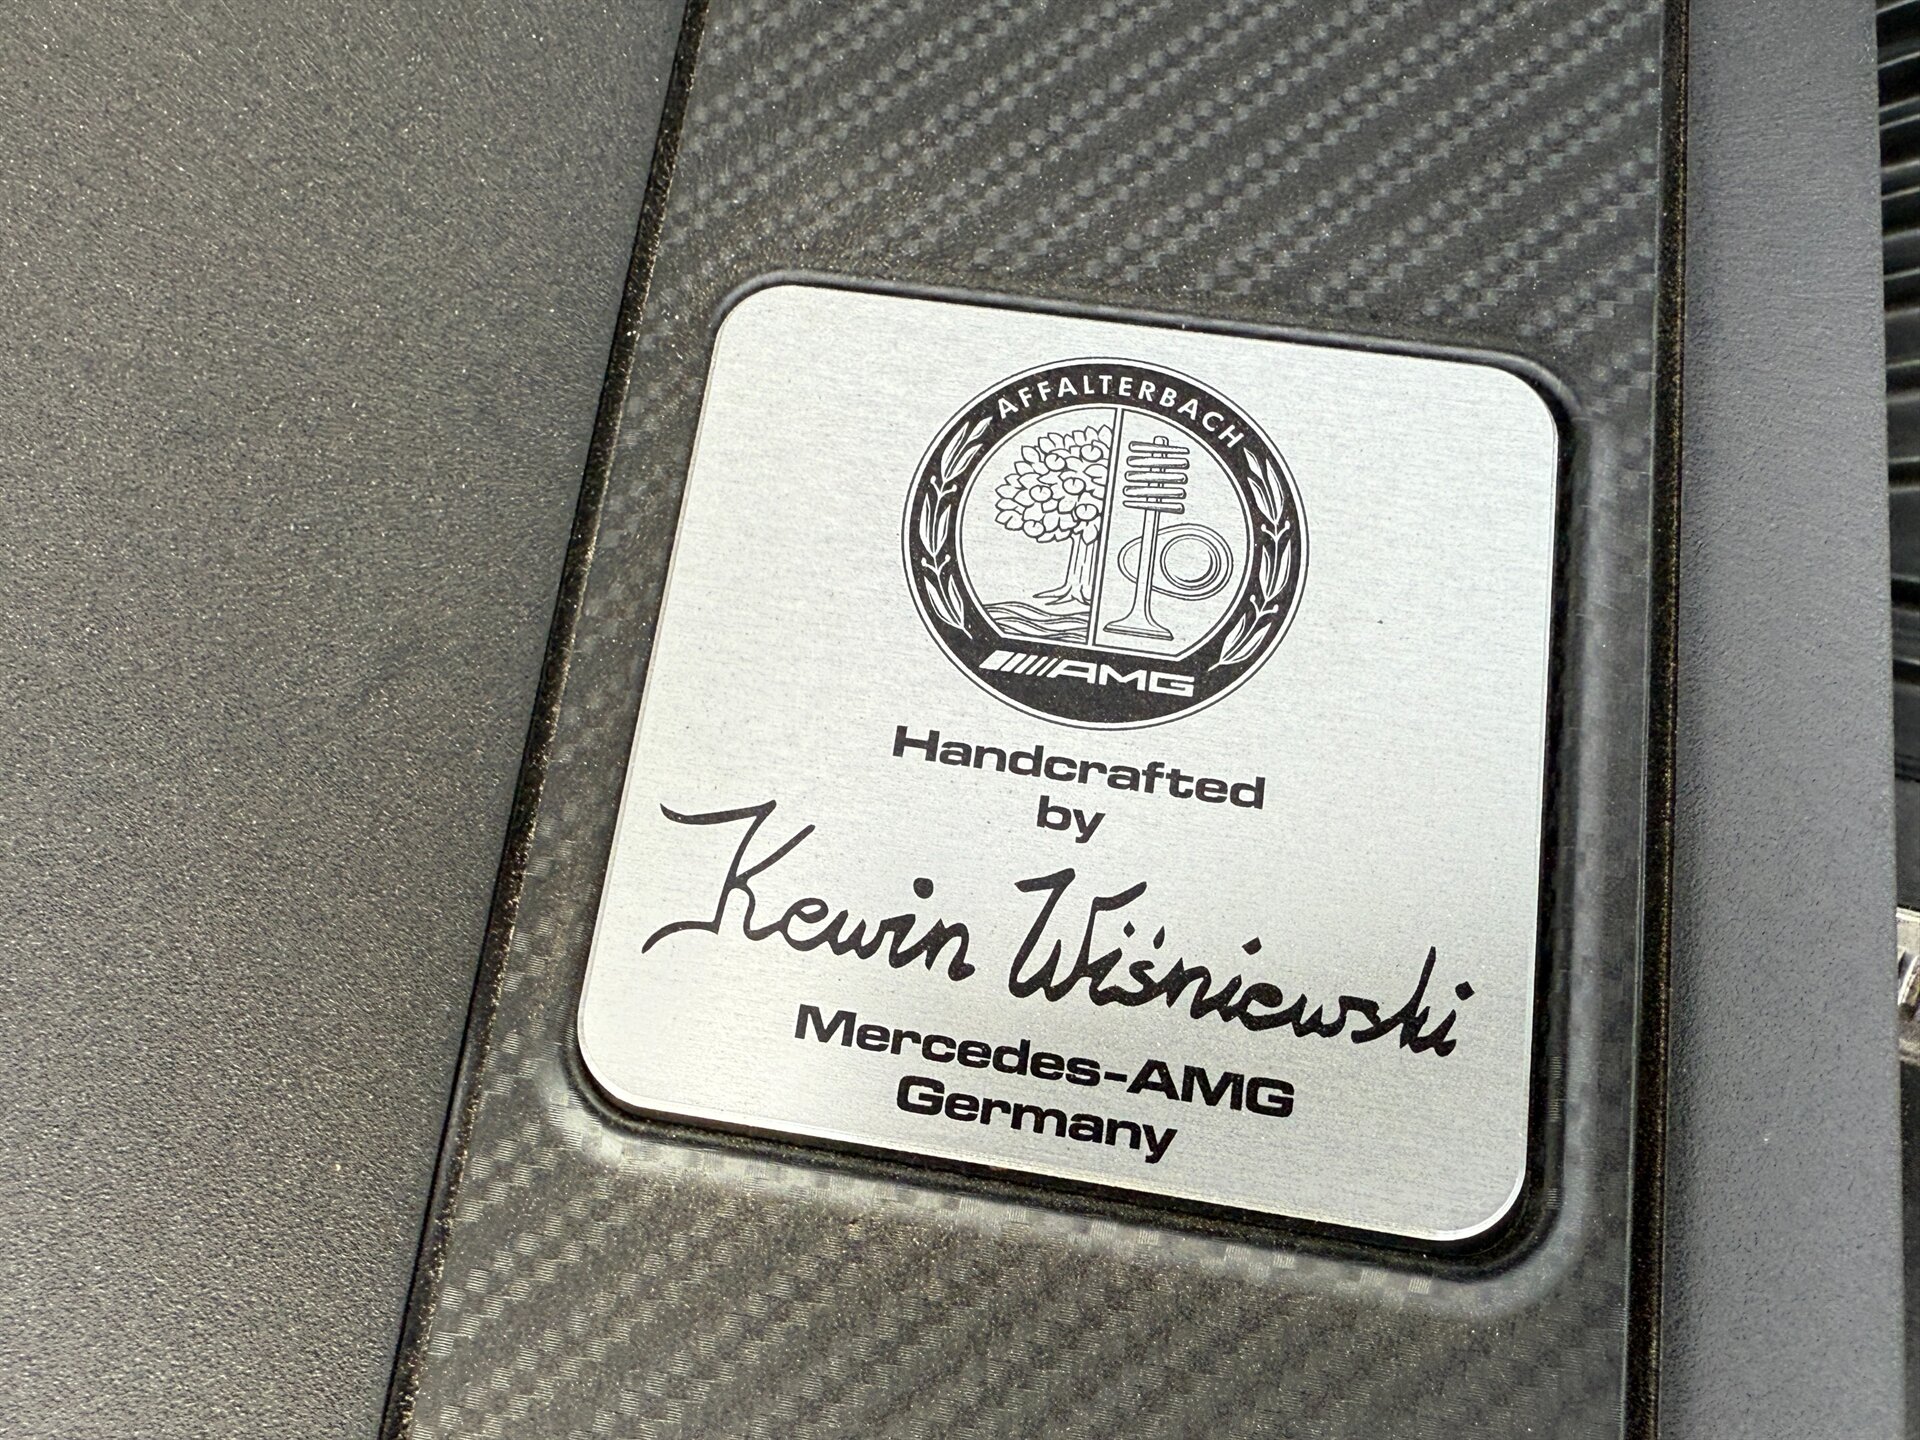 AFFALTERBACH
AMG
Handcrafted
by
Kewin Wiśniewski
Mercedes-AMG
Germany